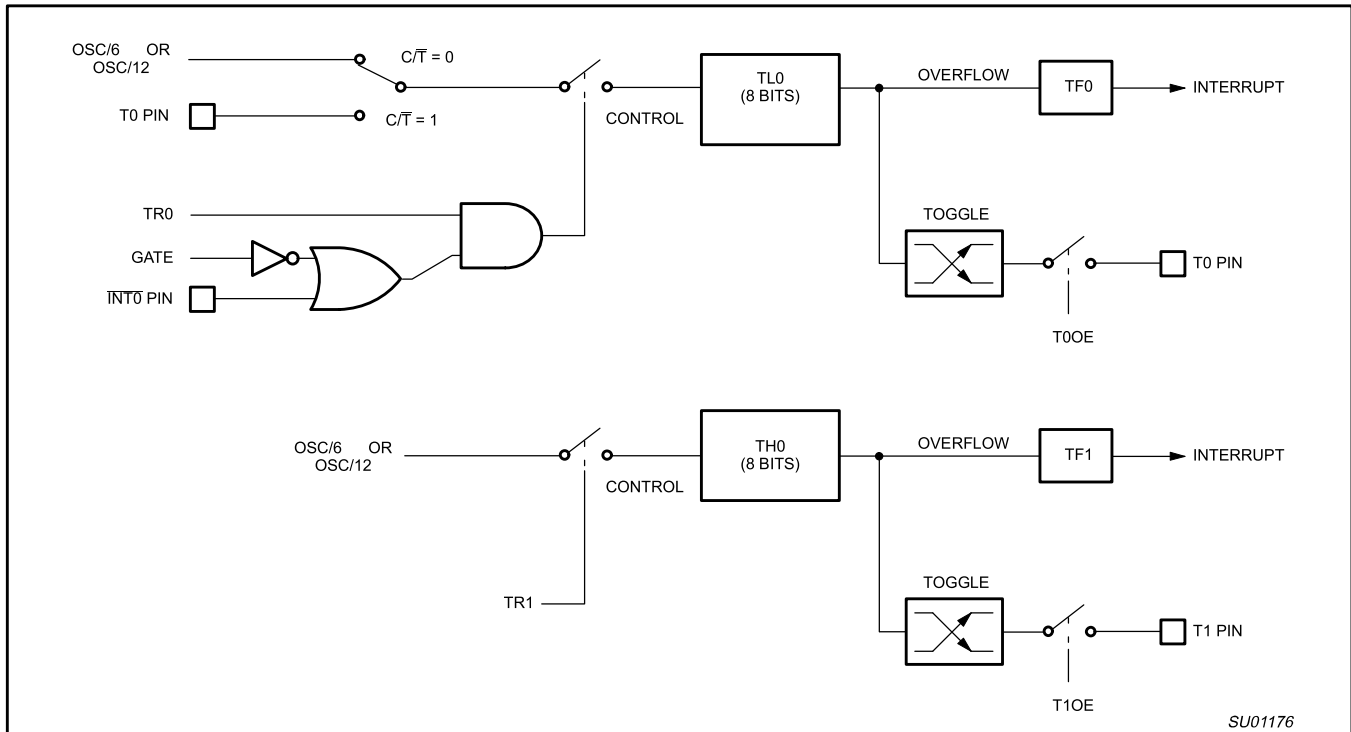 OSC/6 OR
OSC/12
C/T̅ = 0
T0 PIN
C/T̅ = 1
CONTROL
TL0
(8 BITS)
OVERFLOW
TF0
INTERRUPT
TR0
GATE
I̅N̅T̅0̅ PIN
TOGGLE
T0 PIN
T0OE
OSC/6 OR
OSC/12
CONTROL
TH0
(8 BITS)
OVERFLOW
TF1
INTERRUPT
TR1
TOGGLE
T1 PIN
T1OE
SU01176